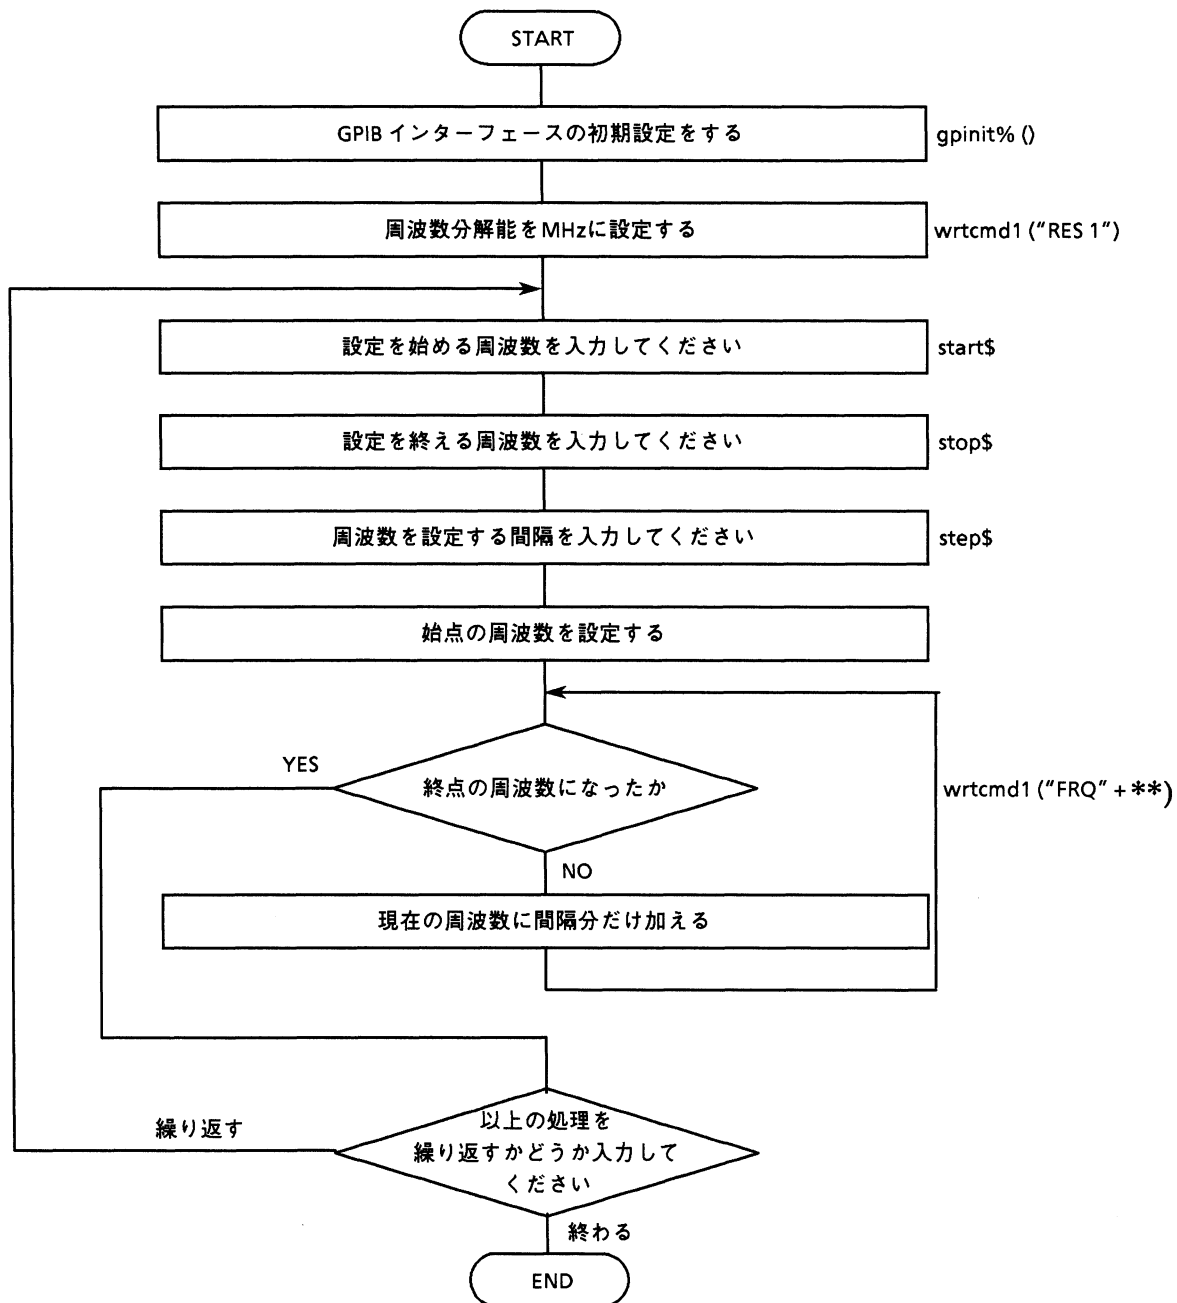 START
GPIB インターフェースの初期設定をする
gpinit% ()
周波数分解能をMHzに設定する
wrtcmd1 (“RES 1”)
設定を始める周波数を入力してください
start$
設定を終える周波数を入力してください
stop$
周波数を設定する間隔を入力してください
step$
始点の周波数を設定する
YES
終点の周波数になったか
wrtcmd1 (“FRQ” + **)
NO
現在の周波数に間隔分だけ加える
繰り返す
以上の処理を
繰り返すかどうか入力して
ください
終わる
END